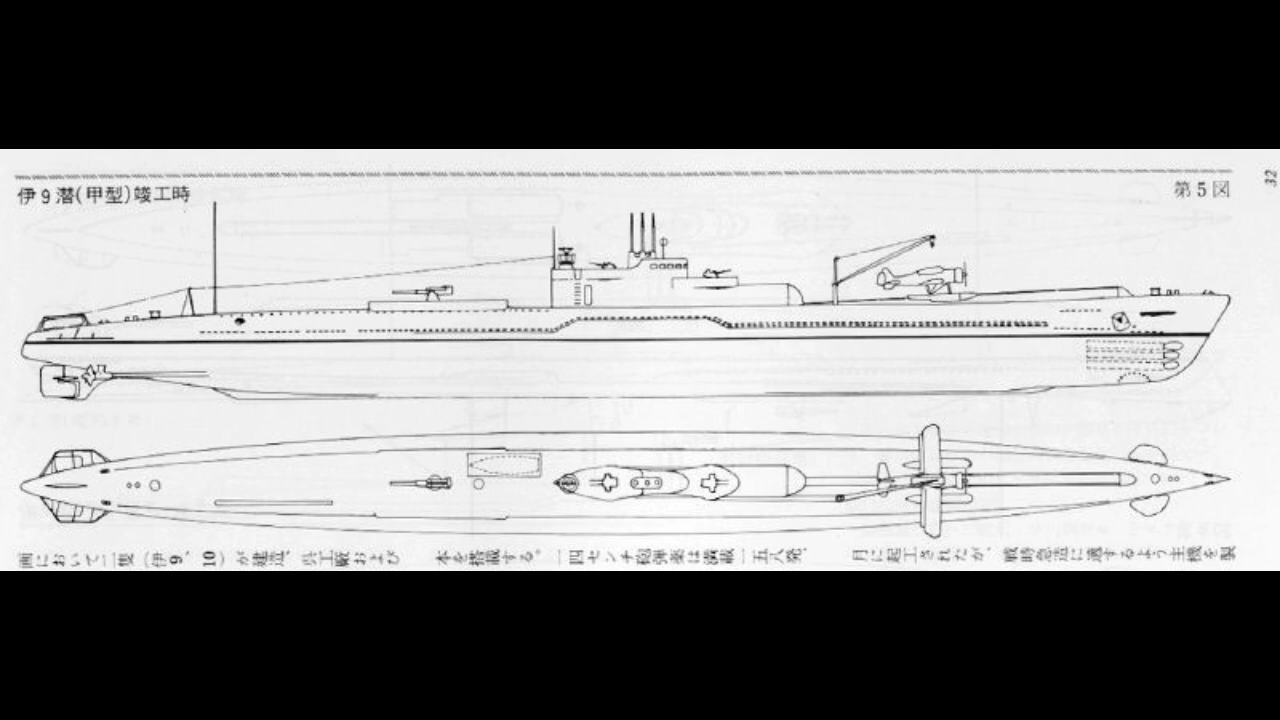 伊9潜(甲型)竣工時
第5図
32
画において二隻(伊9、10)が建造、呉工廠および
本を搭載する。一四センチ砲弾薬は満載一五八発、
月に起工されたが、戦時急造に適するよう主機を製